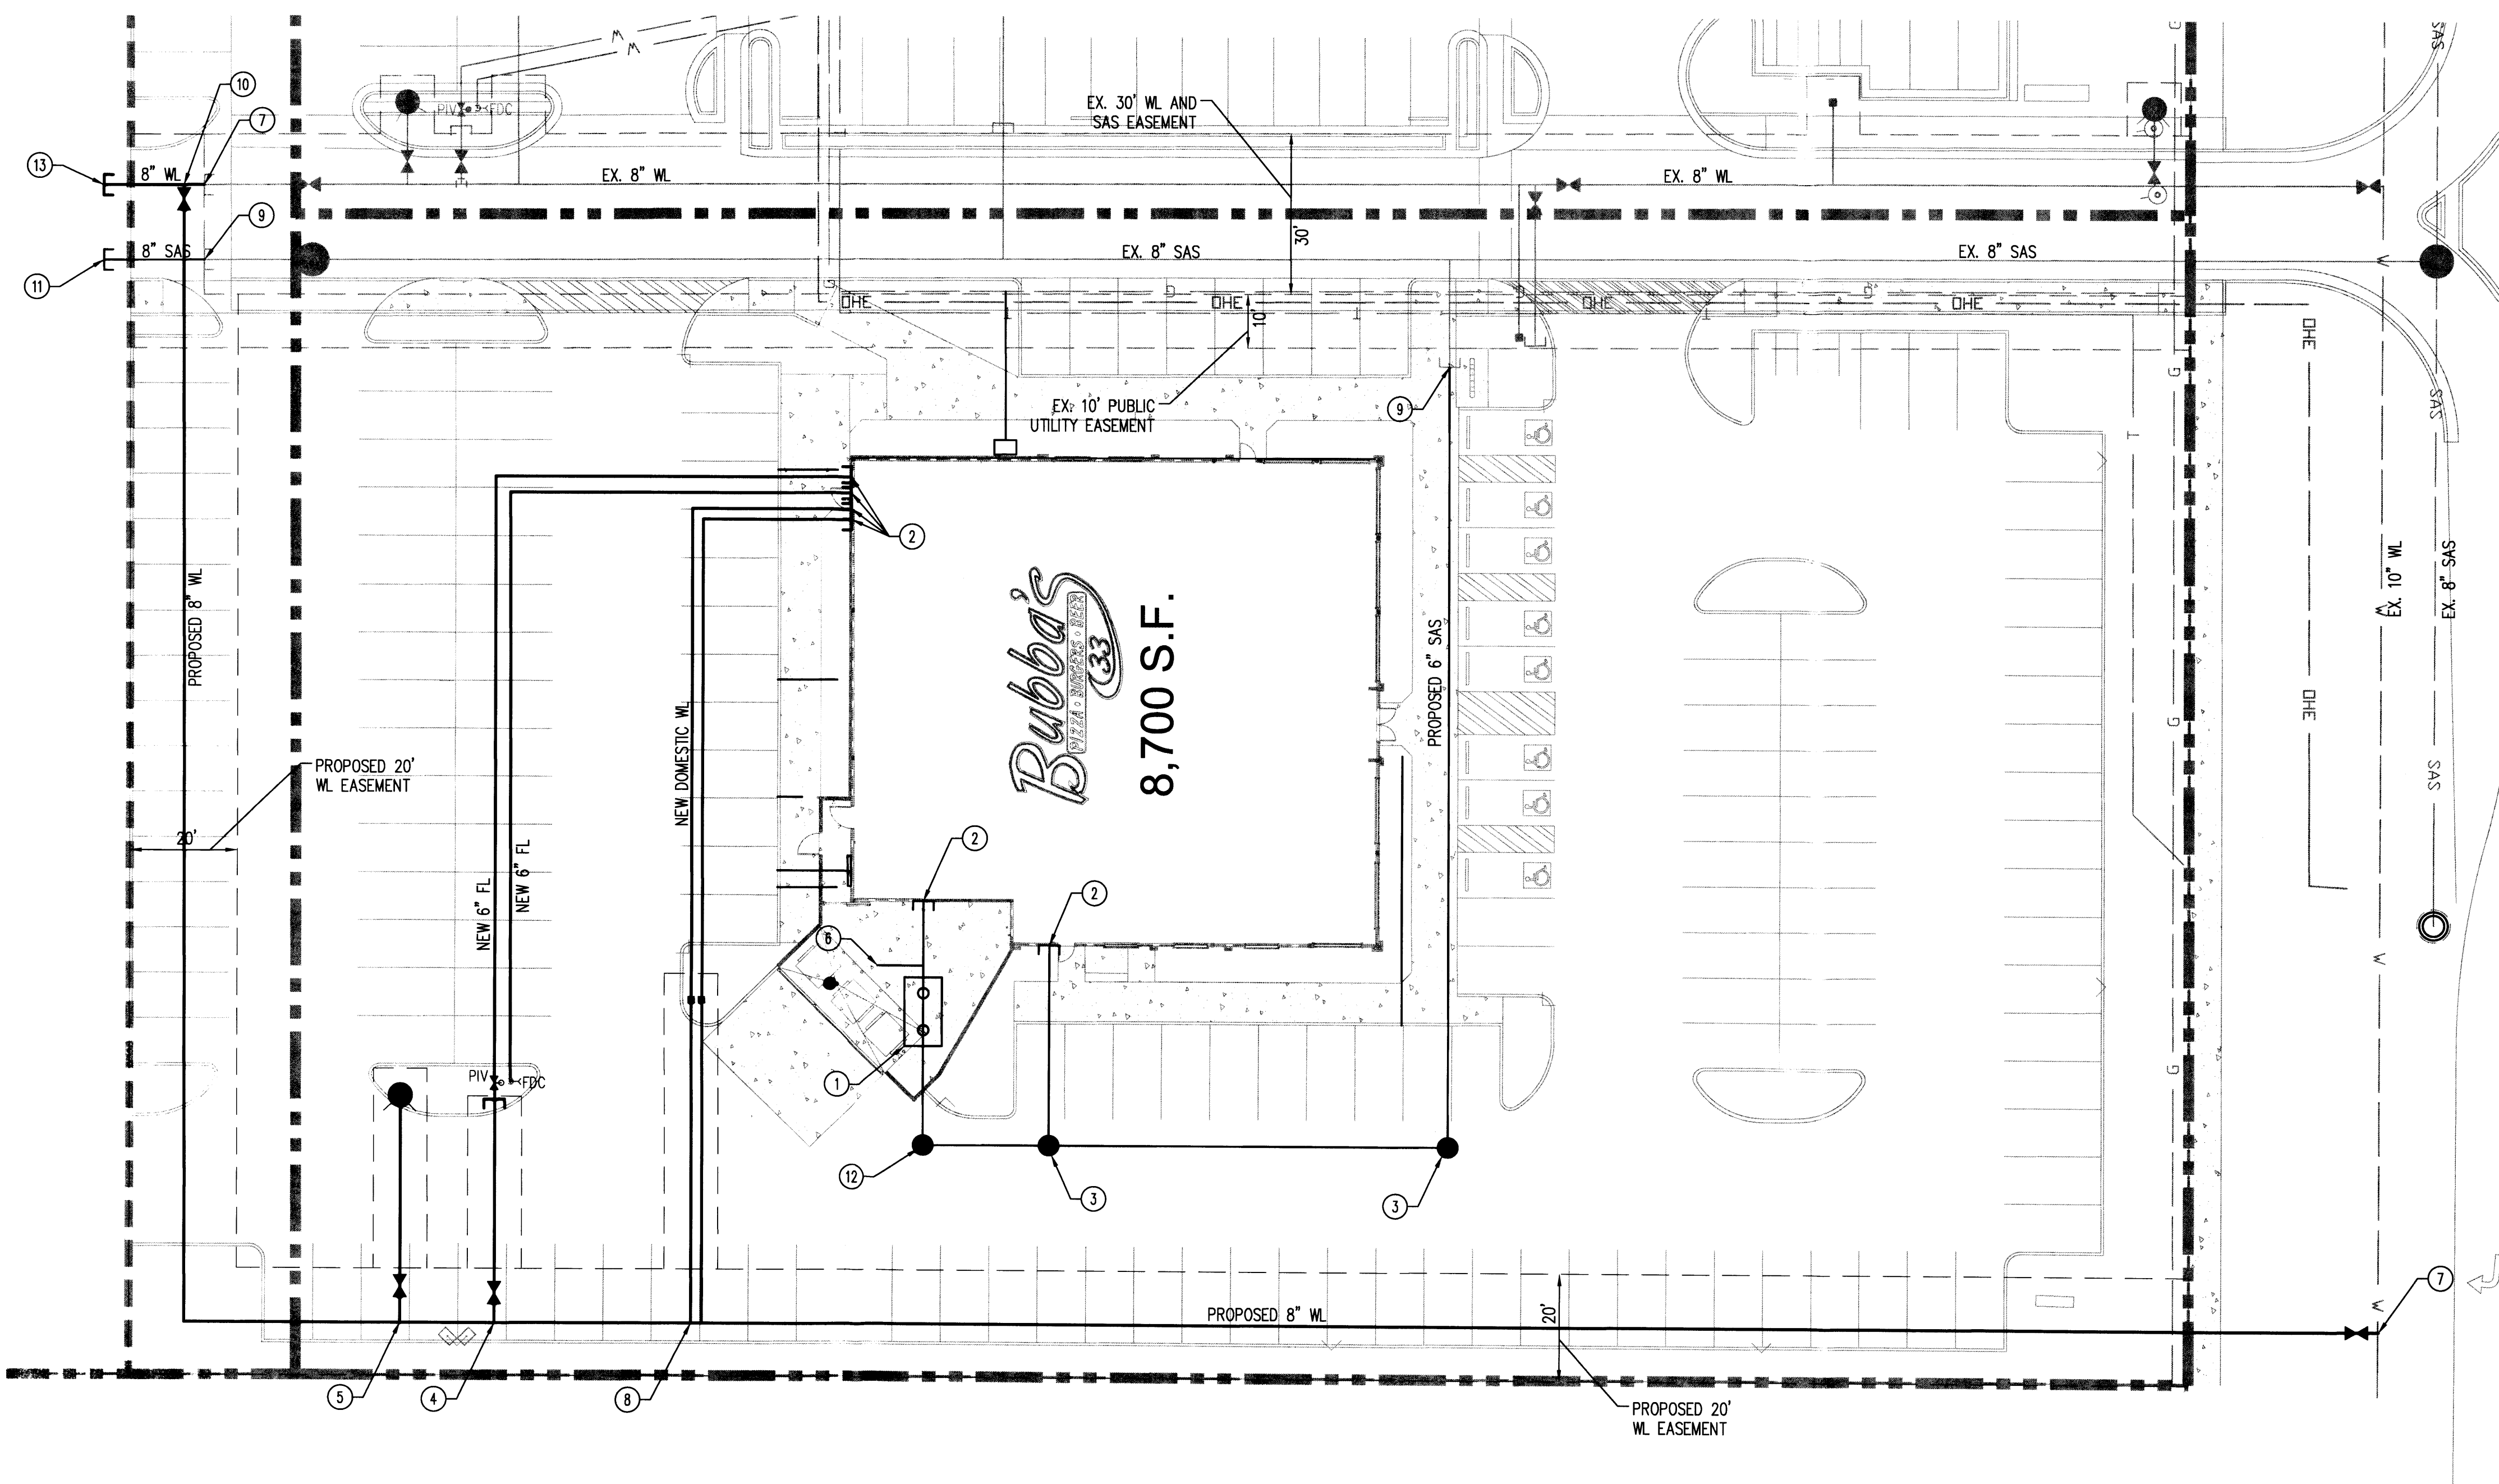 SAS
W
W
10
7
PIV
FDC
EX. 30' WL AND
SAS EASEMENT
13
8" WL
EX. 8" WL
EX. 8" WL
9
30'
11
8" SAS
EX. 8" SAS
EX. 8" SAS
G
OHE
OHE
OHE
OHE
10'
OHE
G
SAS
EX. 10' PUBLIC
UTILITY EASEMENT
9
2
PROPOSED 8" WL
Bubba's
33
PIZZA • BURGERS • BEER
8,700 S.F.
PROPOSED 6" SAS
EX. 10" WL
W
EX. 8" SAS
OHE
G
SAS
NEW DOMESTIC WL
PROPOSED 20'
WL EASEMENT
20'
NEW 6" FL
NEW 6" FL
2
2
6
W
1
PIV
FDC
G
12
3
3
7
W
PROPOSED 8" WL
20'
5
4
8
PROPOSED 20'
WL EASEMENT